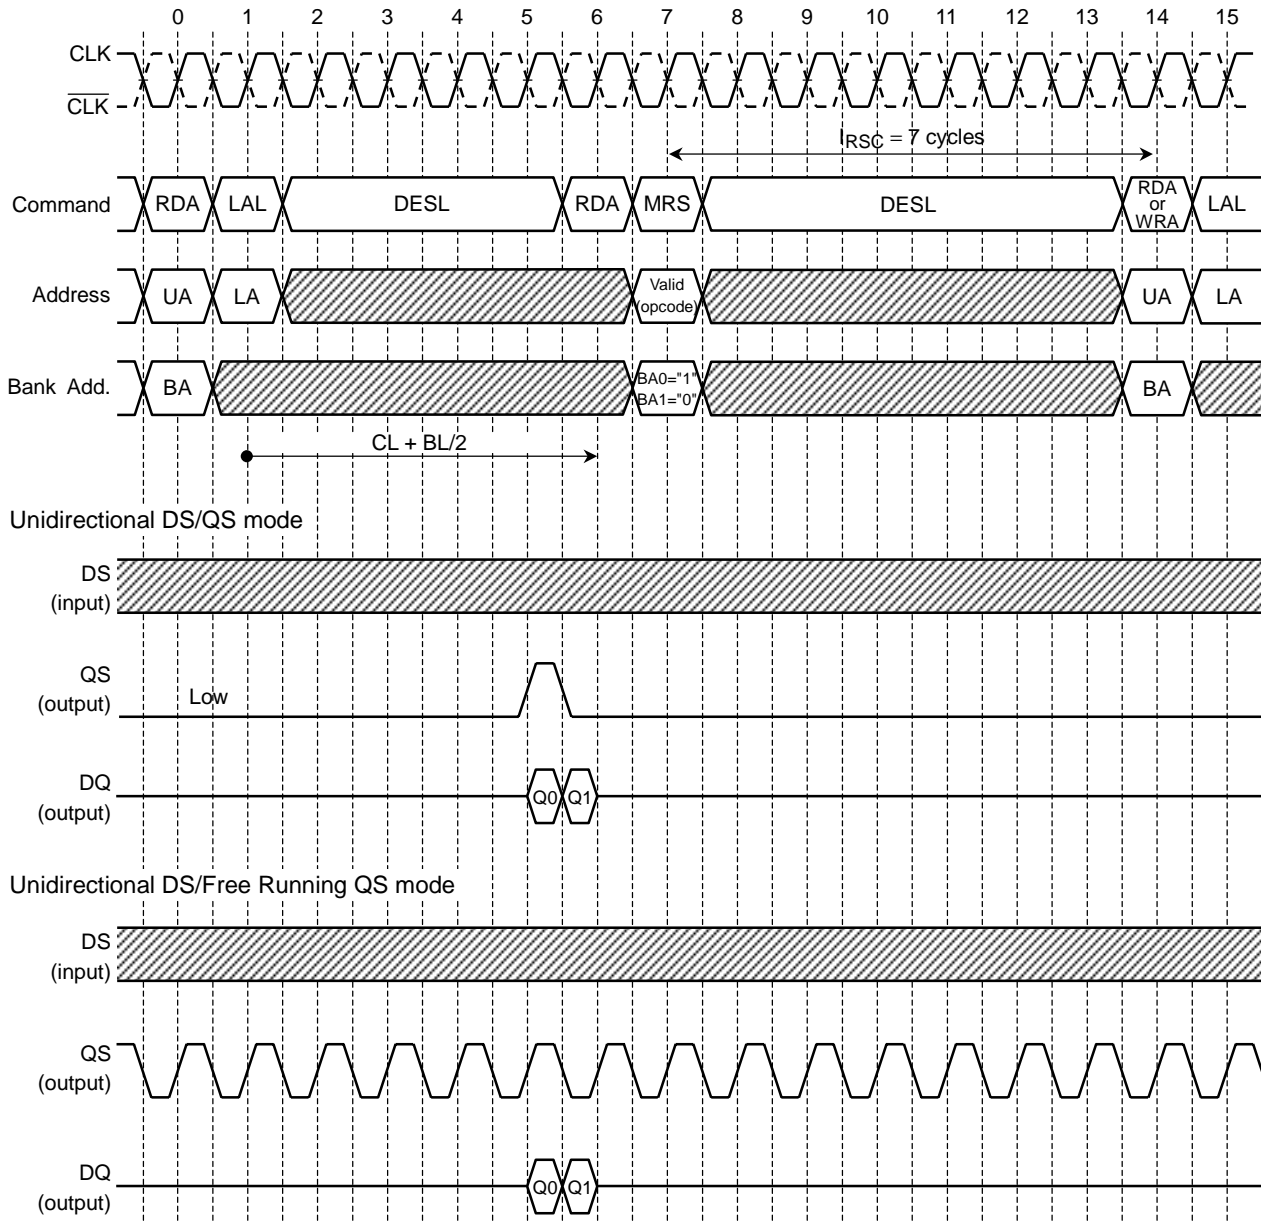 0 1 2 3 4 5 6 7 8 9 10 11 12 13 14 15
CLK
CLK
IRSC = 7 cycles
Command RDA LAL DESL RDA MRS DESL RDA or WRA LAL
Address UA LA Valid (opcode) UA LA
Bank Add. BA BA0="1" BA1="0" BA
CL + BL/2
Unidirectional DS/QS mode
DS
(input)
QS
(output)
Low
DQ
(output)
Q0 Q1
Unidirectional DS/Free Running QS mode
DS
(input)
QS
(output)
DQ
(output)
Q0 Q1